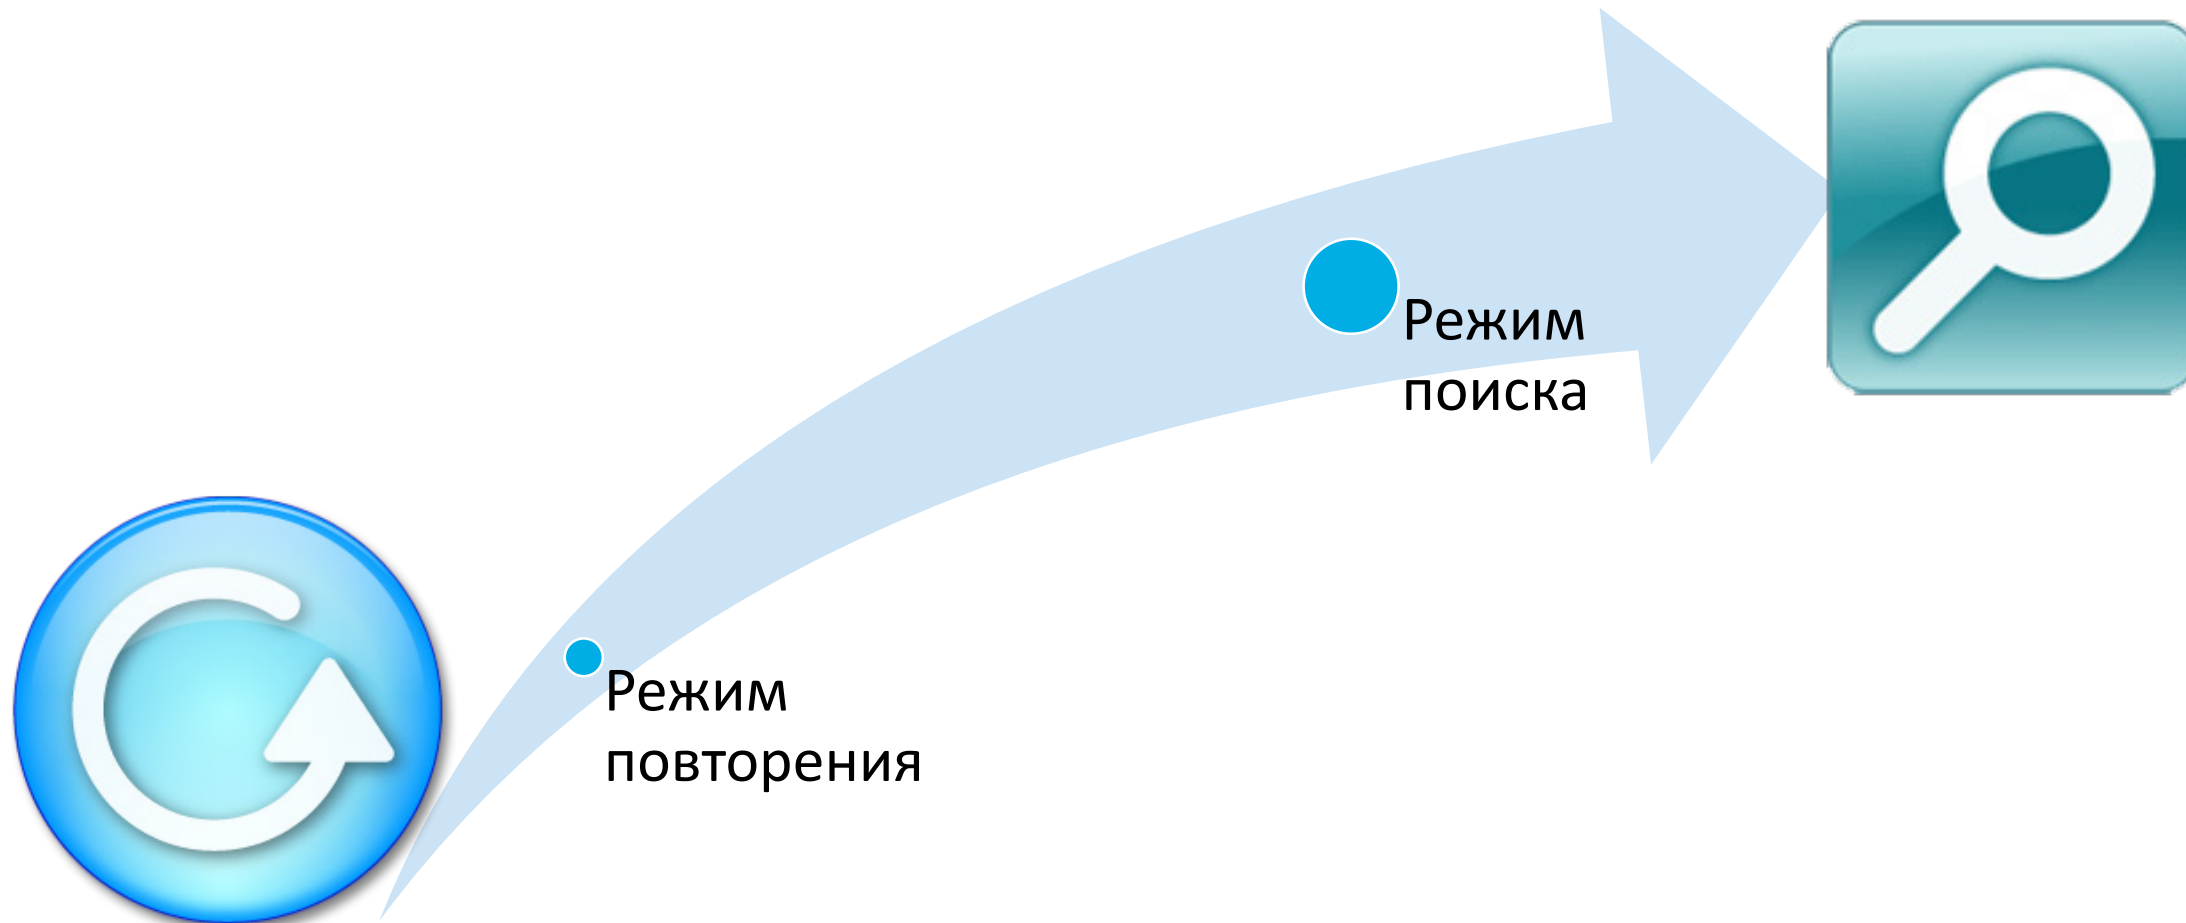 Режим
поиска
Режим
повторения